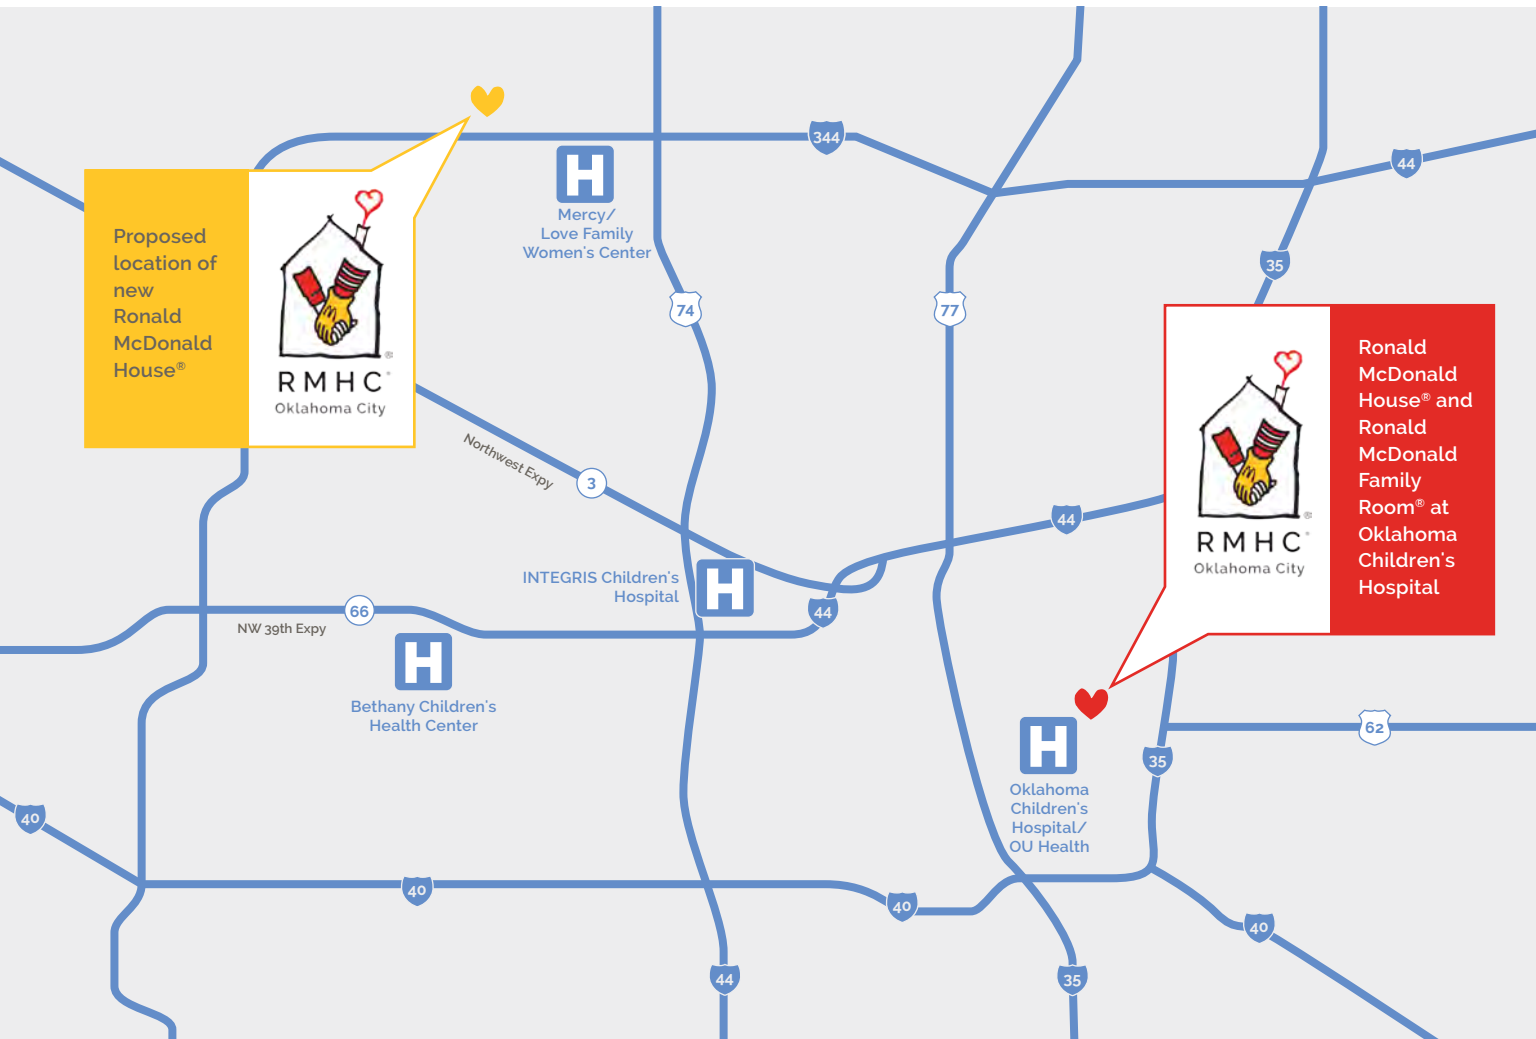 344
44
Mercy/
Love Family
Women's Center
Proposed
location of
new
Ronald
McDonald
House®
®
RMHC®
Oklahoma City
35
74
77
Ronald
McDonald
House® and
Ronald
McDonald
Family
Room® at
Oklahoma
Children's
Hospital
®
RMHC®
Oklahoma City
Northwest Expy
3
44
INTEGRIS Children's
Hospital
44
66
NW 39th Expy
Bethany Children's
Health Center
62
35
Oklahoma
Children's
Hospital/
OU Health
40
40
40
40
44
35
H
H
H
H